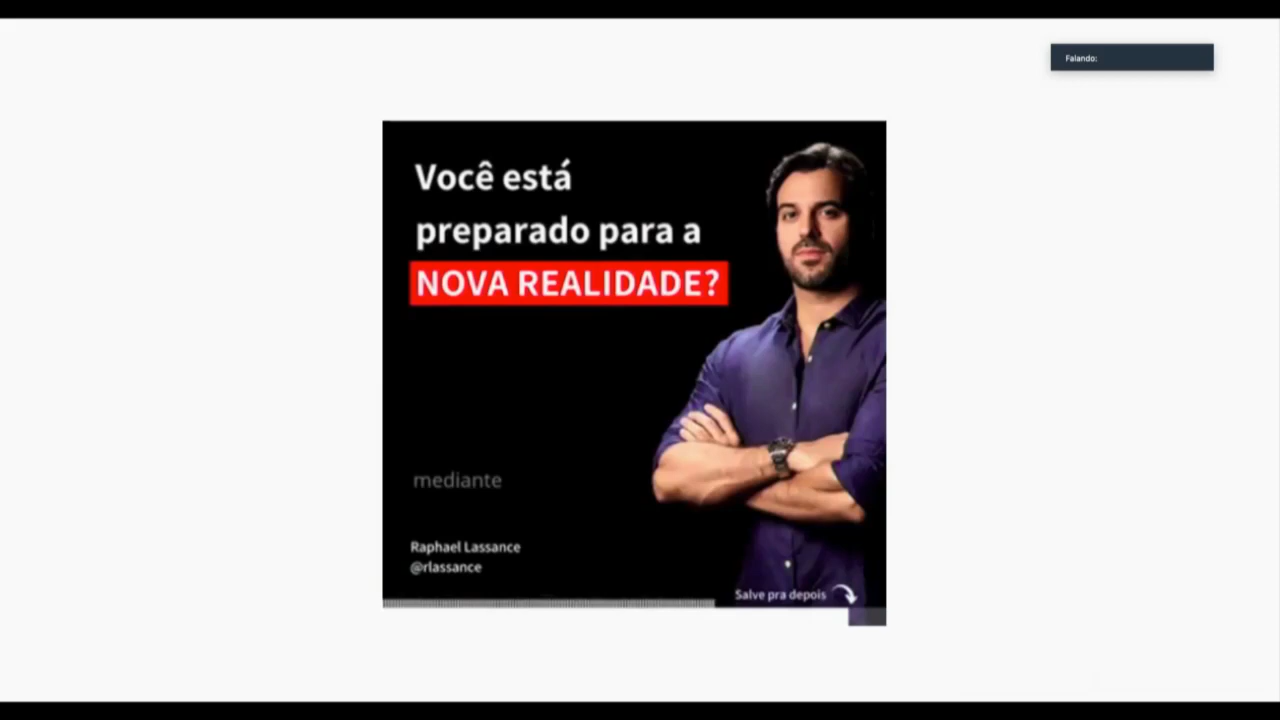 Falando:
Você está
preparado para a
NOVA REALIDADE?
mediante
Raphael Lassance
@rlassance
Salve pra depois